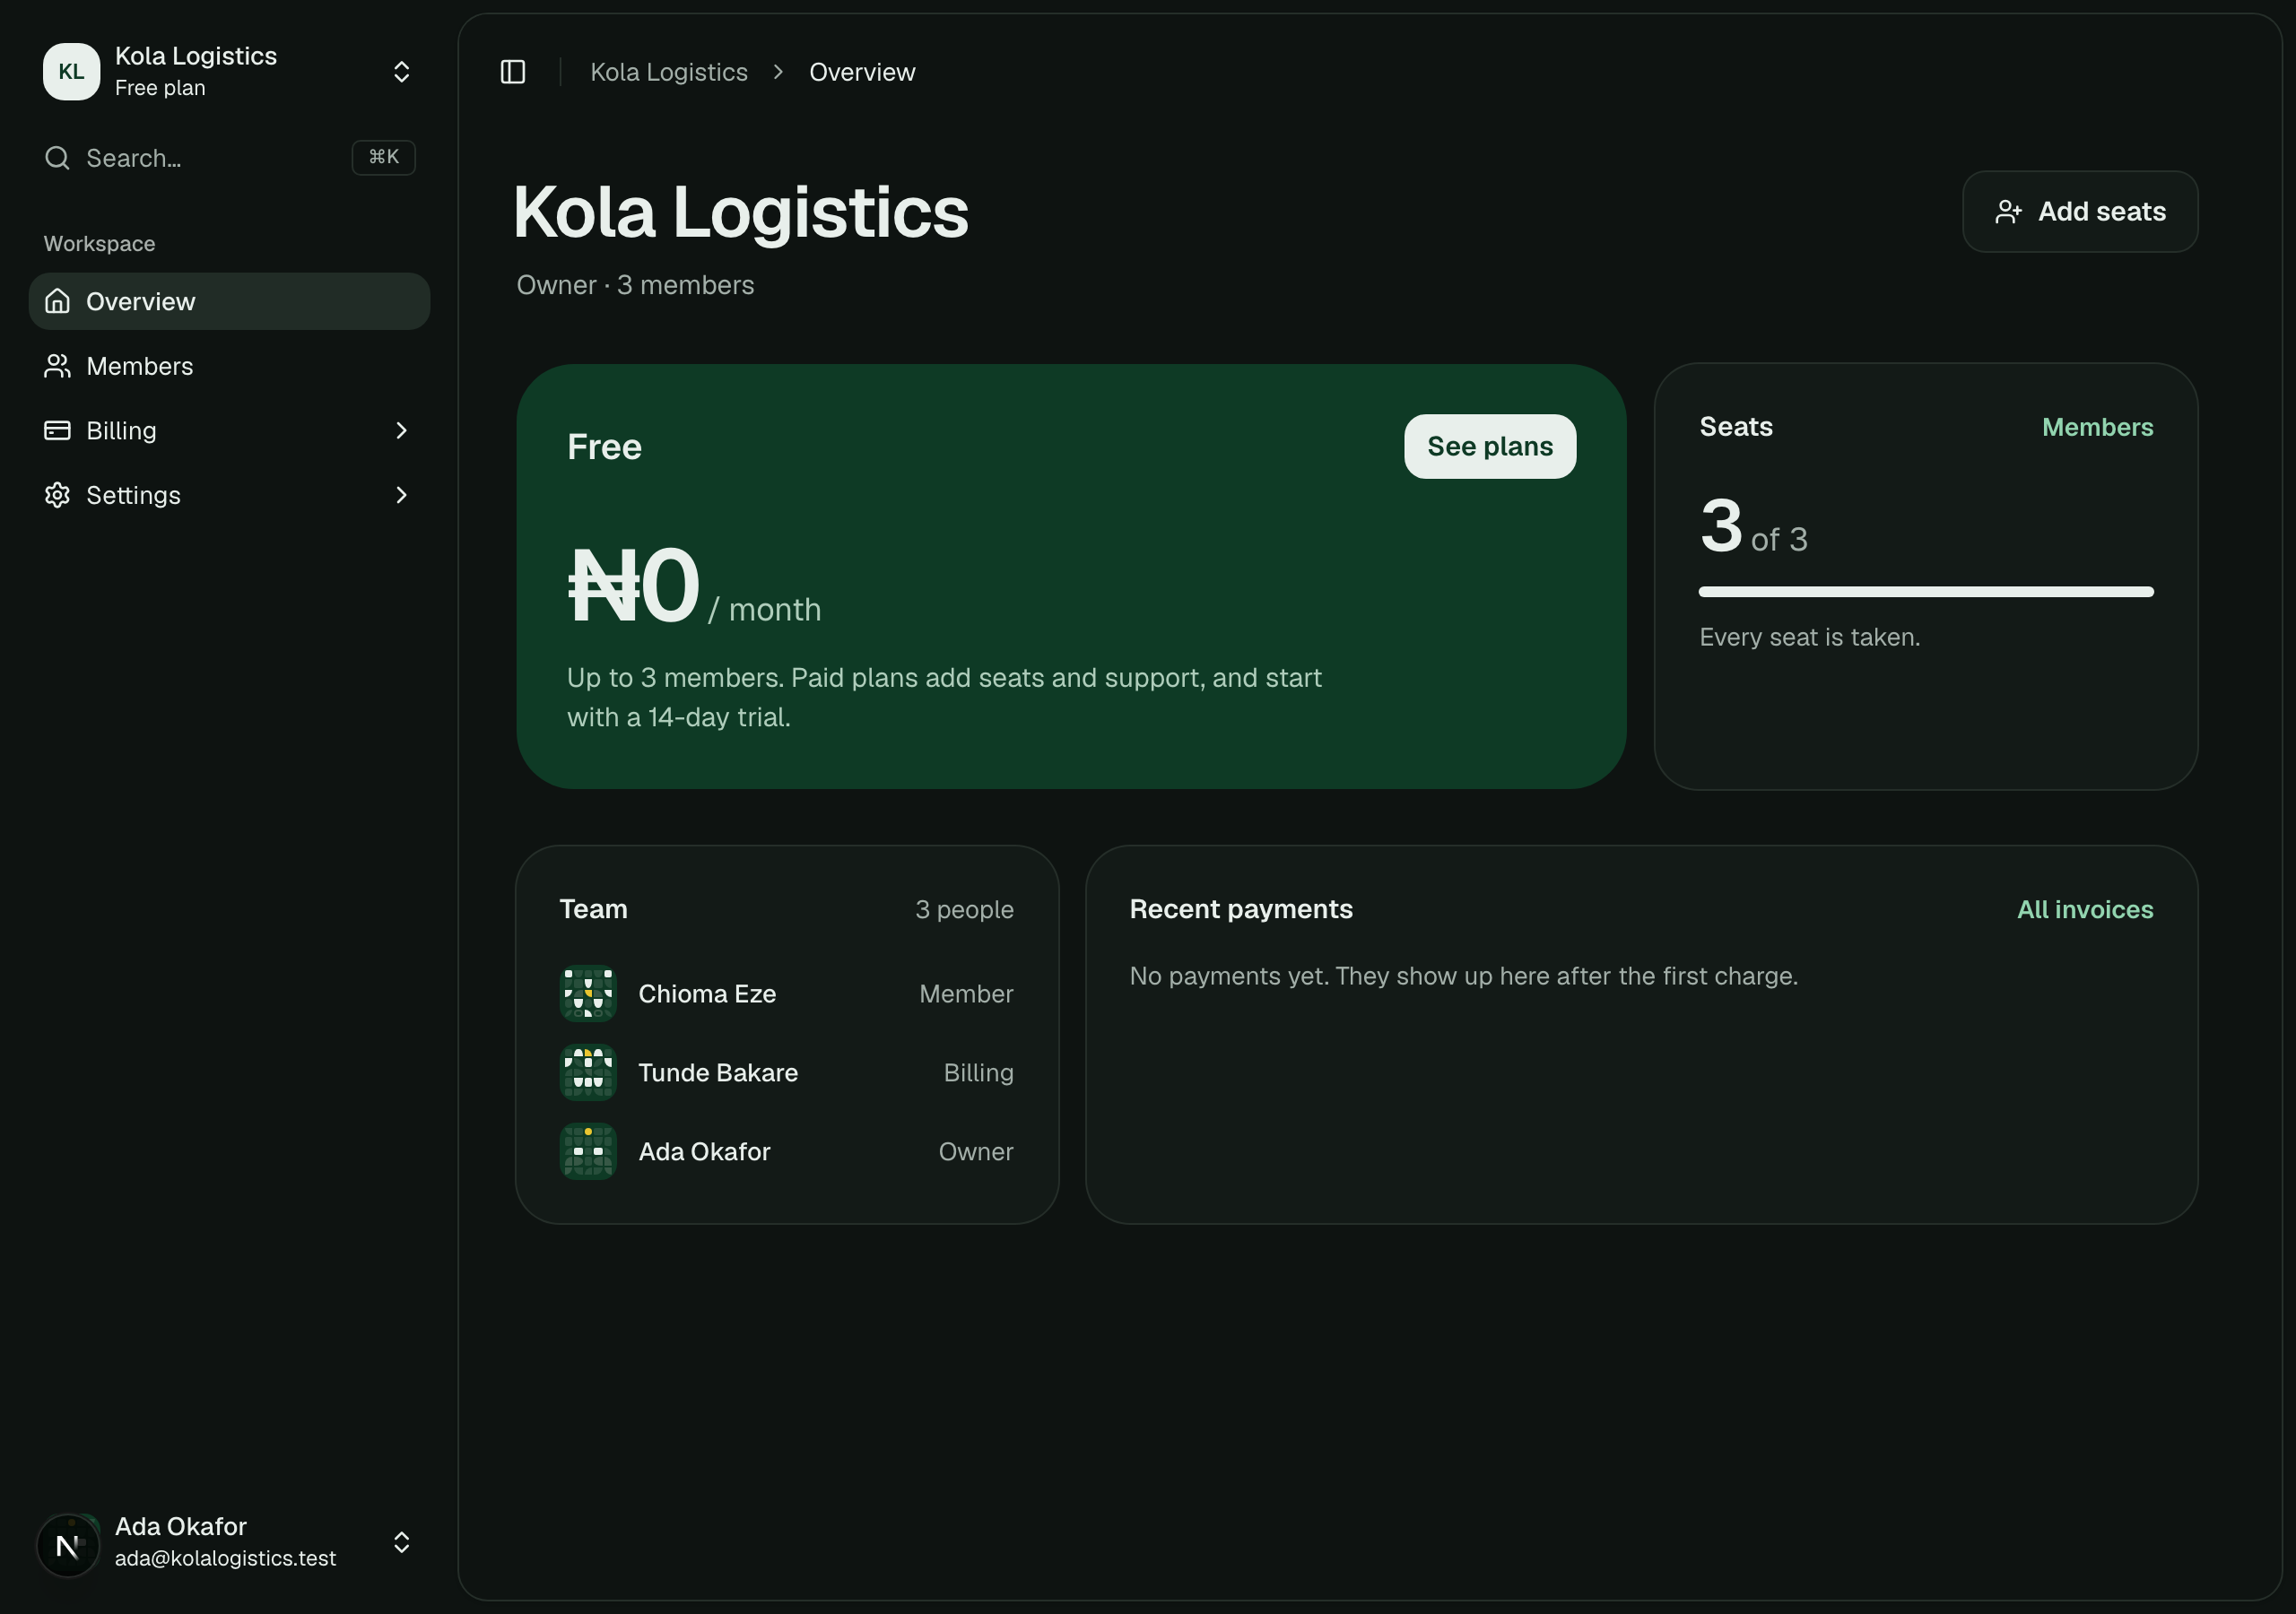 KL
Kola Logistics
Free plan
Search...
⌘K
Workspace
Overview
Members
Billing
Settings
Ada Okafor
ada@kolalogistics.test
N
Kola Logistics > Overview
Kola Logistics
Owner · 3 members
Add seats
Free
See plans
₦0 / month
Up to 3 members. Paid plans add seats and support, and start
with a 14-day trial.
Seats
Members
3 of 3
Every seat is taken.
Team
3 people
Chioma Eze
Member
Tunde Bakare
Billing
Ada Okafor
Owner
Recent payments
All invoices
No payments yet. They show up here after the first charge.